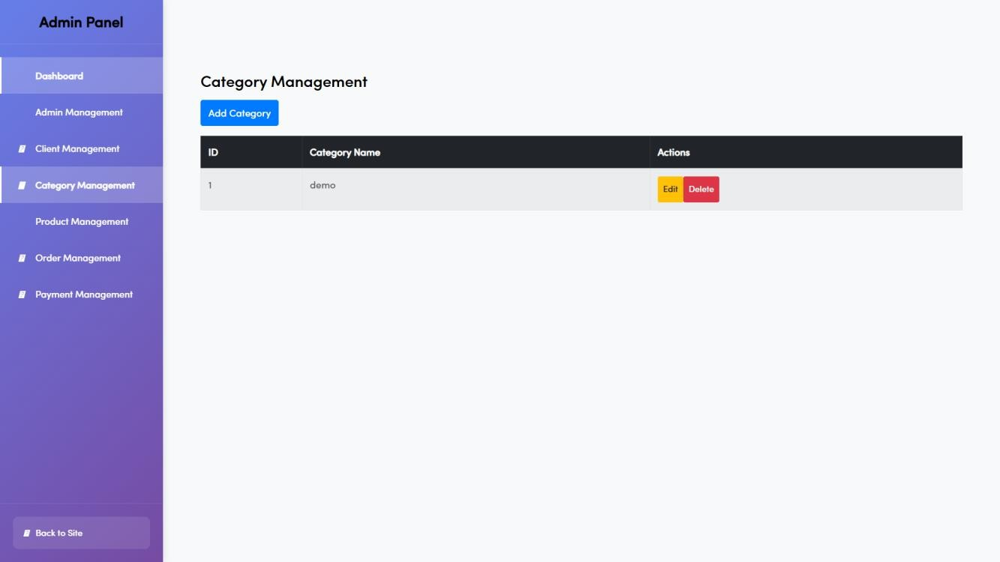 Admin Panel
Dashboard
Admin Management
Client Management
Category Management
Product Management
Order Management
Payment Management
Back to Site
Category Management
Add Category
ID Category Name Actions
1 demo Edit Delete